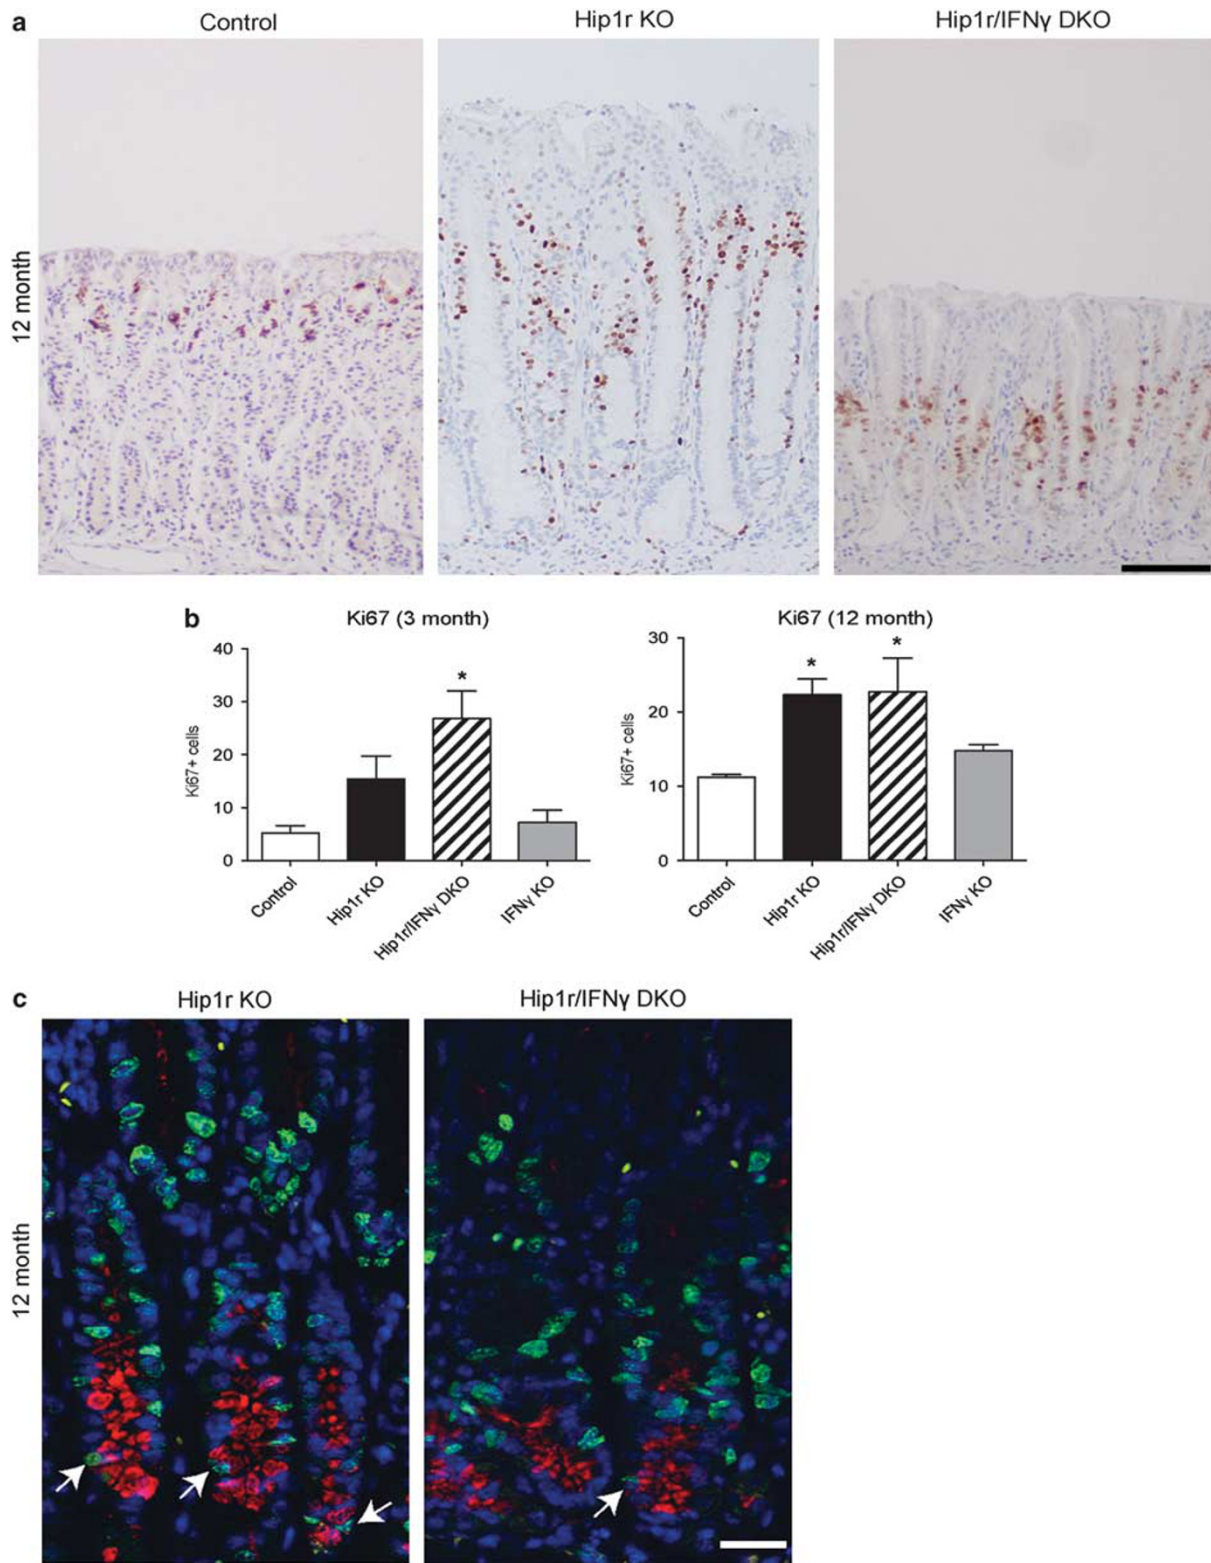 a
Control
Hip1r KO
Hip1r/IFNγ DKO
12 month
b
Ki67 (3 month)
40
30
20
10
0
Ki67+ cells
*
Control
Hip1r KO
Hip1r/IFNγ DKO
IFNγ KO
Ki67 (12 month)
30
20
10
0
Ki67+ cells
*
*
Control
Hip1r KO
Hip1r/IFNγ DKO
IFNγ KO
c
Hip1r KO
Hip1r/IFNγ DKO
12 month